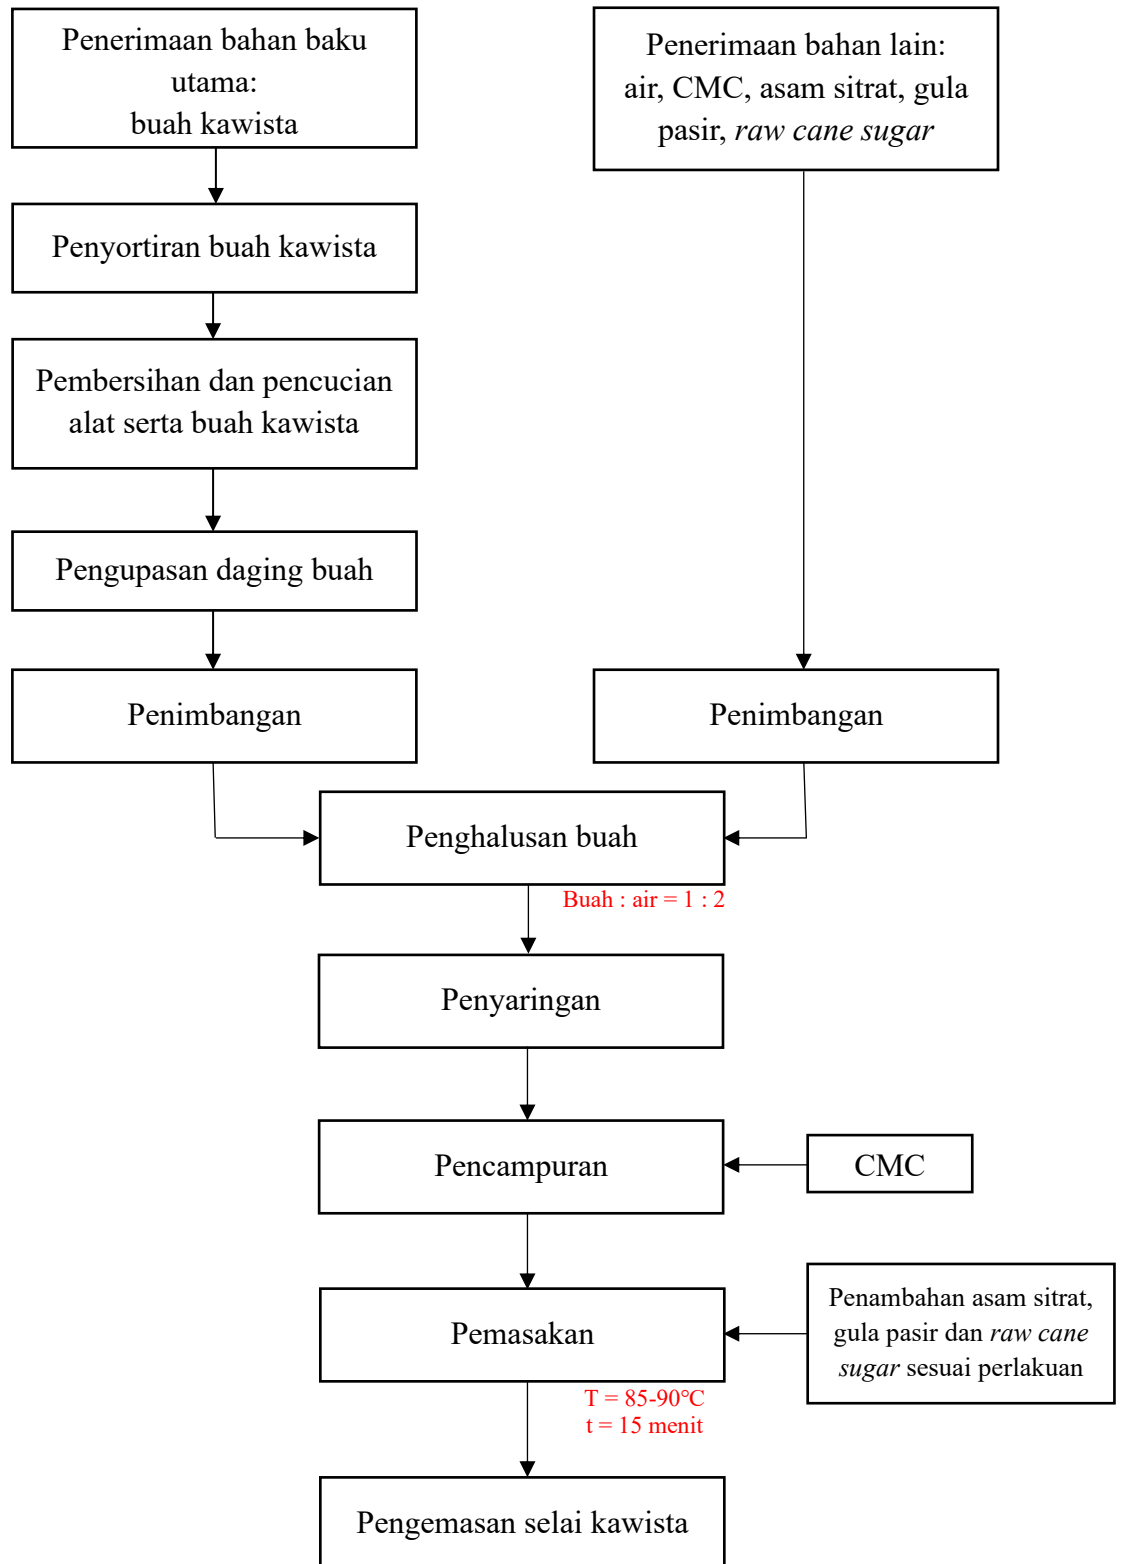 Penerimaan bahan baku
utama:
buah kawista
Penerimaan bahan lain:
air, CMC, asam sitrat, gula
pasir, raw cane sugar
Penyortiran buah kawista
Pembersihan dan pencucian
alat serta buah kawista
Pengupasan daging buah
Penimbangan
Penimbangan
Penghalusan buah
Buah : air = 1 : 2
Penyaringan
Pencampuran
CMC
Pemasakan
Penambahan asam sitrat,
gula pasir dan raw cane
sugar sesuai perlakuan
T = 85-90℃
t = 15 menit
Pengemasan selai kawista